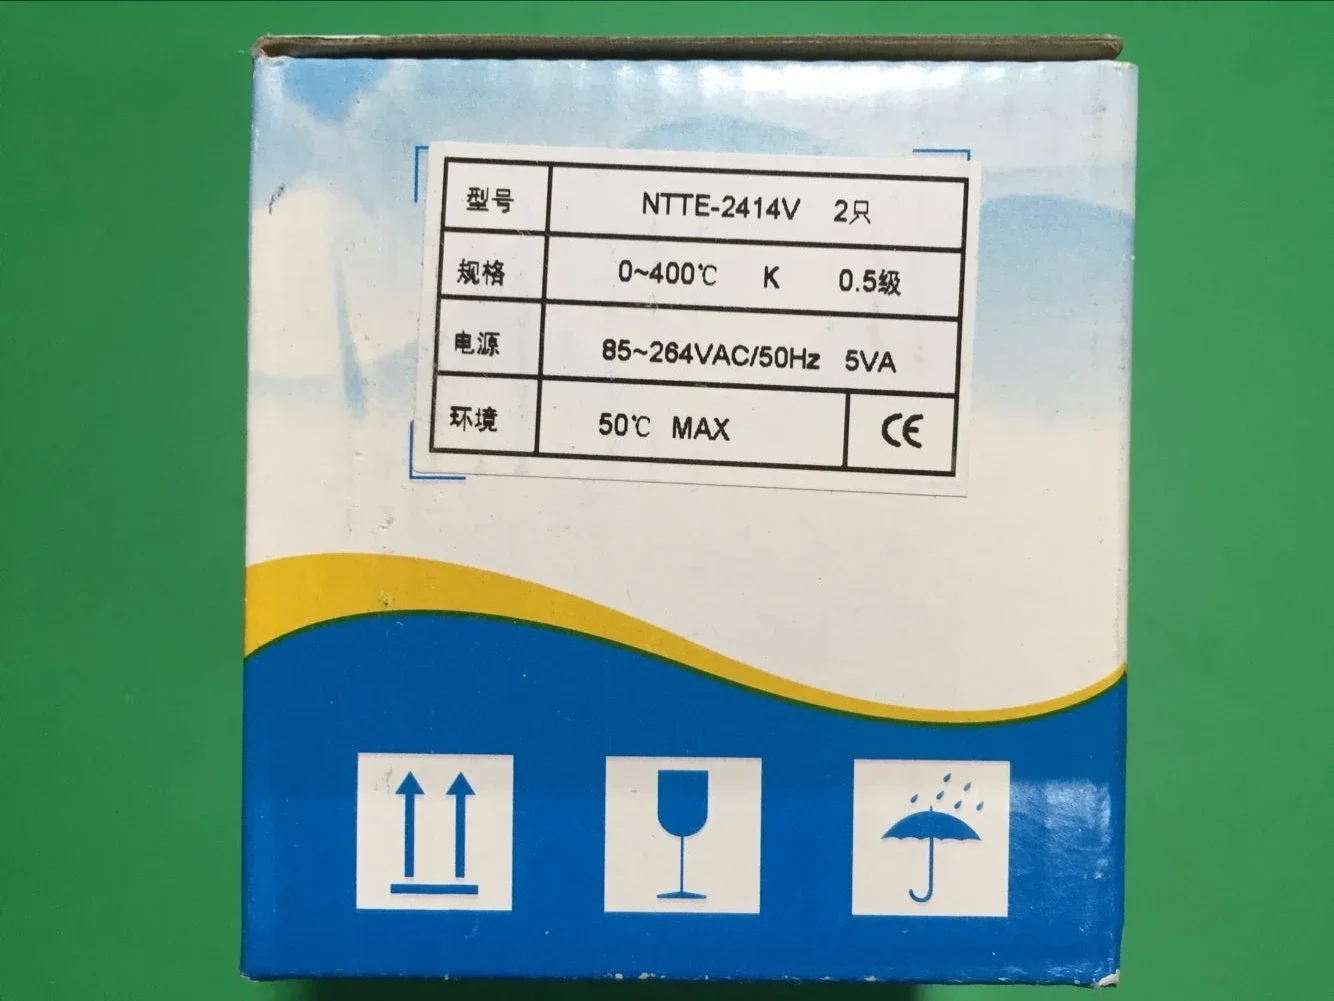 型号 NTTE-2414V 2只
规格 0~400℃ K 0.5级
电源 85~264VAC/50Hz 5VA
环境 50℃ MAX CE